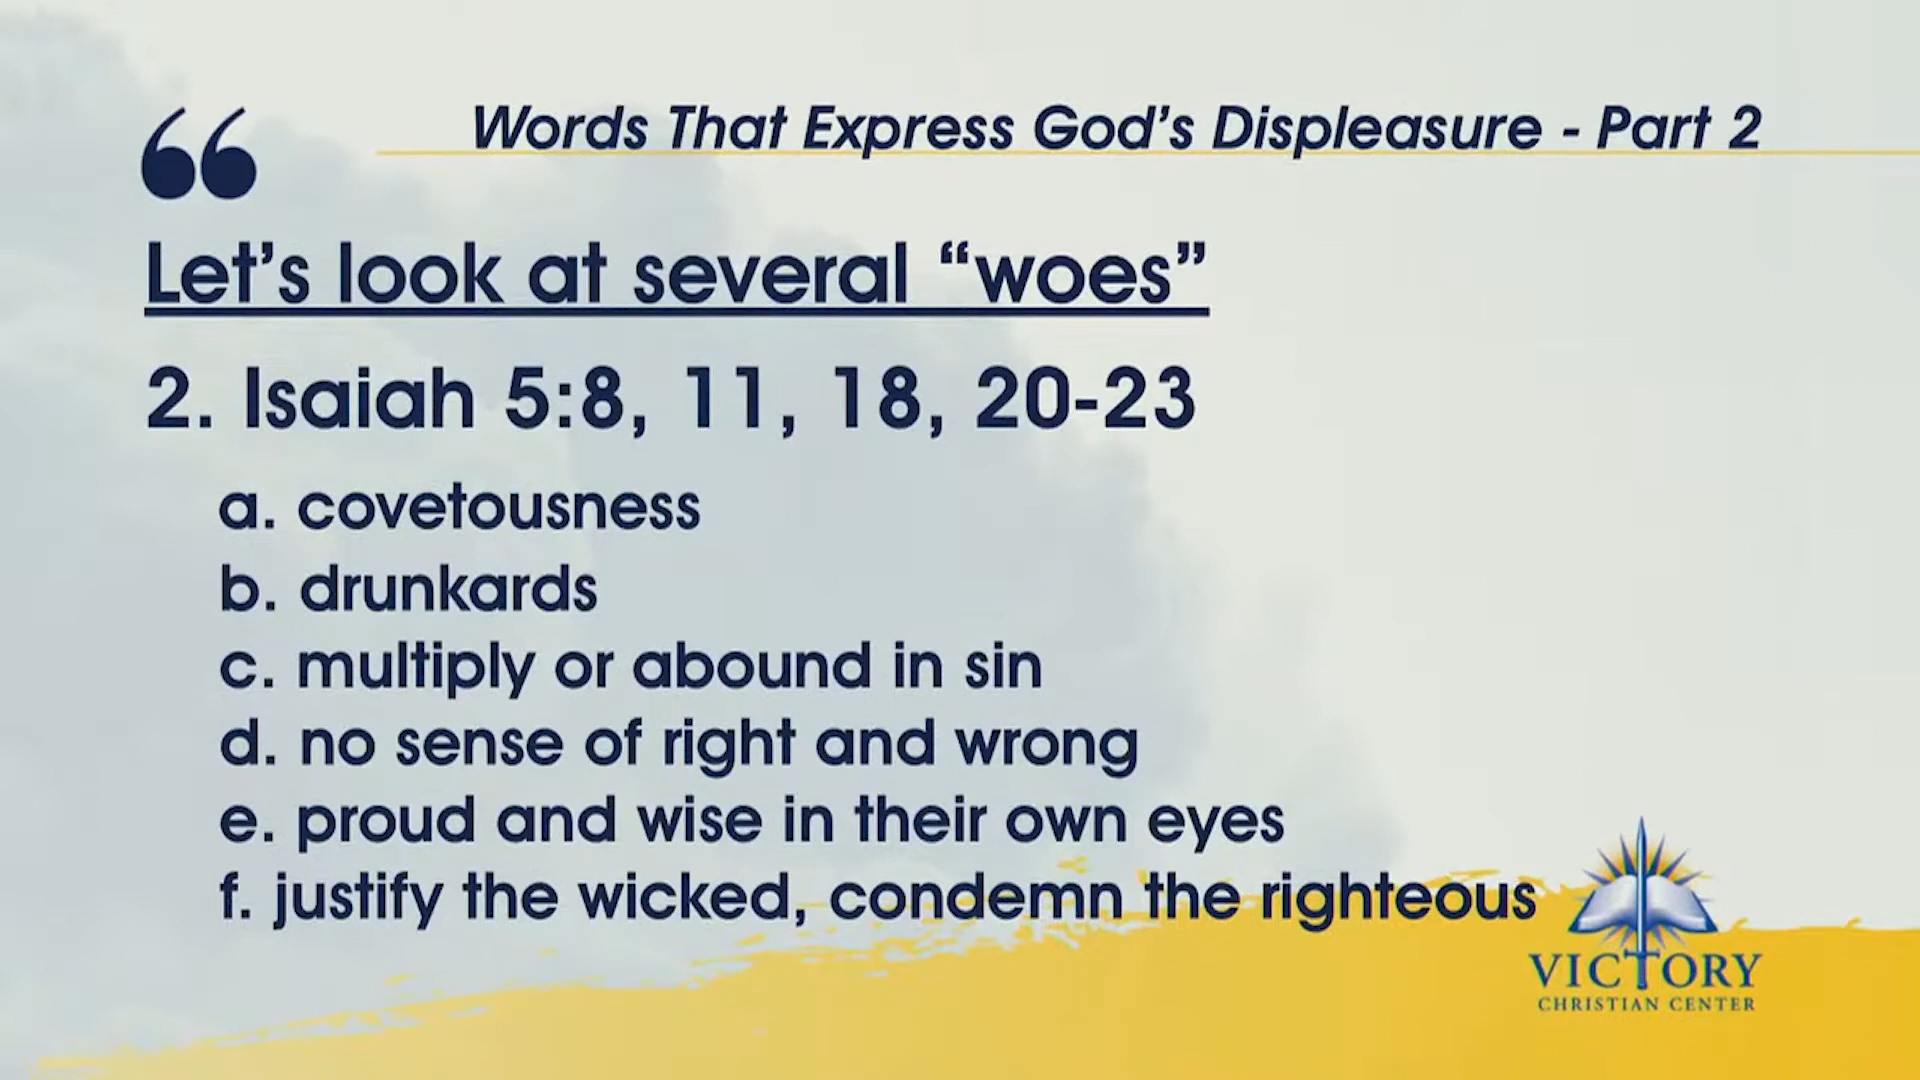 Words That Express God’s Displeasure - Part 2
“
Let’s look at several “woes”
2. Isaiah 5:8, 11, 18, 20-23
a. covetousness
b. drunkards
c. multiply or abound in sin
d. no sense of right and wrong
e. proud and wise in their own eyes
f. justify the wicked, condemn the righteous
VICTORY
CHRISTIAN CENTER